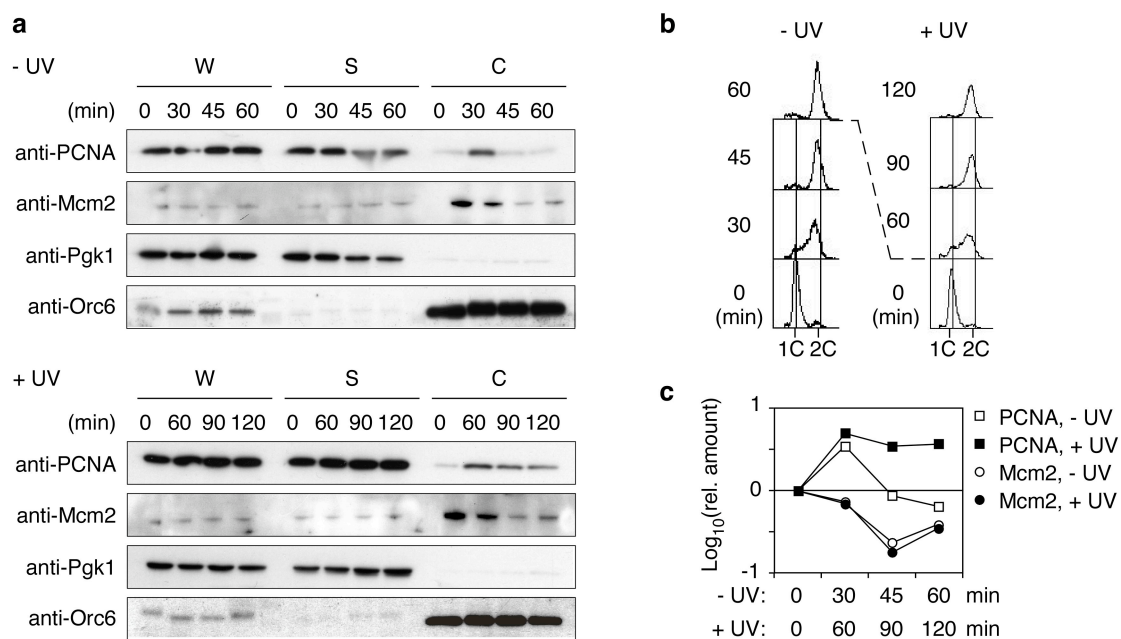 a
- UV W S C
(min) 0 30 45 60 0 30 45 60 0 30 45 60
anti-PCNA
anti-Mcm2
anti-Pgk1
anti-Orc6
+ UV W S C
(min) 0 60 90 120 0 60 90 120 0 60 90 120
anti-PCNA
anti-Mcm2
anti-Pgk1
anti-Orc6
b
- UV + UV
60 120
45 90
30 60
0 0
(min) (min)
1C 2C 1C 2C
c
Log10(rel. amount)
1
0
-1
PCNA, - UV
PCNA, + UV
Mcm2, - UV
Mcm2, + UV
- UV: 0 30 45 60 min
+ UV: 0 60 90 120 min